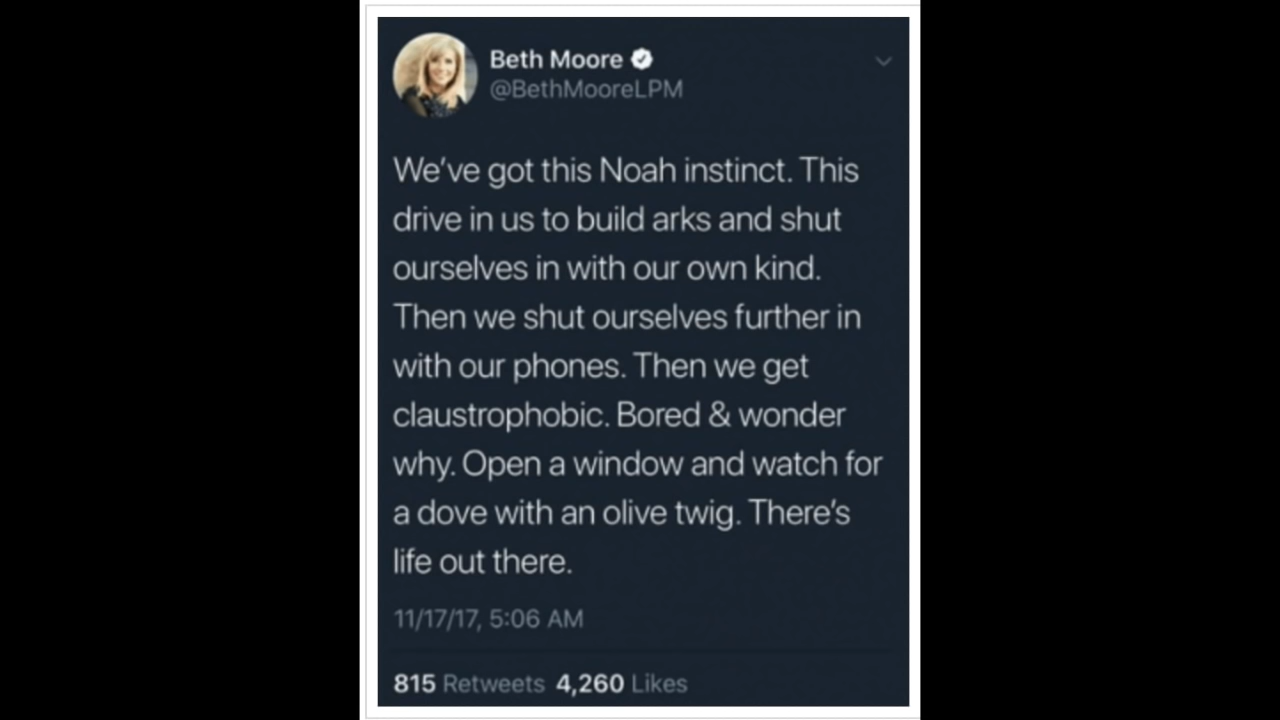 Beth Moore
@BethMooreLPM
We've got this Noah instinct. This
drive in us to build arks and shut
ourselves in with our own kind.
Then we shut ourselves further in
with our phones. Then we get
claustrophobic. Bored & wonder
why. Open a window and watch for
a dove with an olive twig. There's
life out there.
11/17/17, 5:06 AM
815 Retweets 4,260 Likes